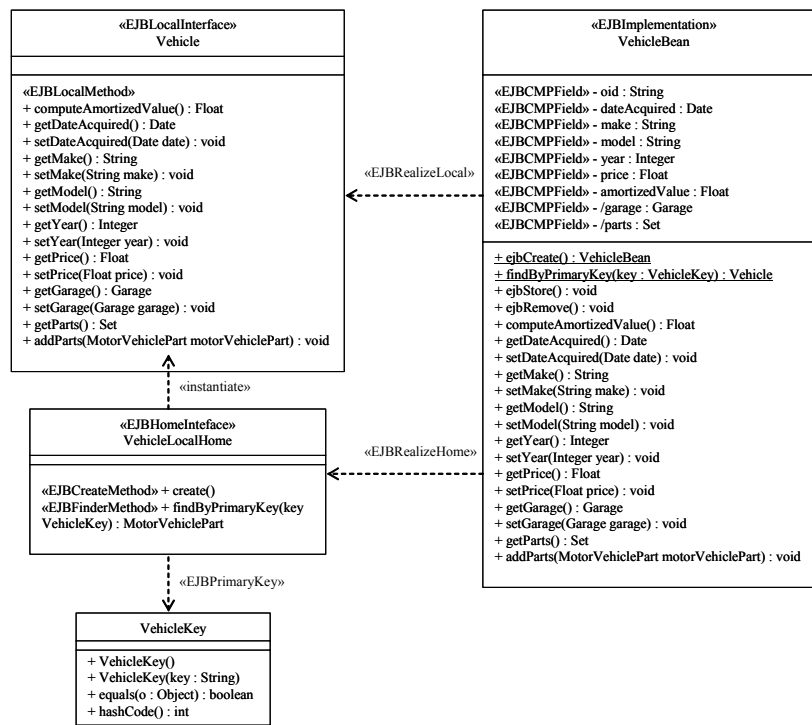 «EJBLocalInterface»
Vehicle
«EJBLocalMethod»
+ computeAmortizedValue() : Float
+ getDateAcquired() : Date
+ setDateAcquired(Date date) : void
+ getMake() : String
+ setMake(String make) : void
+ getModel() : String
+ setModel(String model) : void
+ getYear() : Integer
+ setYear(Integer year) : void
+ getPrice() : Float
+ setPrice(Float price) : void
+ getGarage() : Garage
+ setGarage(Garage garage) : void
+ getParts() : Set
+ addParts(MotorVehiclePart motorVehiclePart) : void
«instantiate»
«EJBHomeInteface»
VehicleLocalHome
«EJBCreateMethod» + create()
«EJBFinderMethod» + findByPrimaryKey(key
VehicleKey) : MotorVehiclePart
«EJBPrimaryKey»
VehicleKey
+ VehicleKey()
+ VehicleKey(key : String)
+ equals(o : Object) : boolean
+ hashCode() : int
«EJBRealizeLocal»
«EJBRealizeHome»
«EJBImplementation»
VehicleBean
«EJBCMPField» - oid : String
«EJBCMPField» - dateAcquired : Date
«EJBCMPField» - make : String
«EJBCMPField» - model : String
«EJBCMPField» - year : Integer
«EJBCMPField» - price : Float
«EJBCMPField» - amortizedValue : Float
«EJBCMPField» - /garage : Garage
«EJBCMPField» - /parts : Set
+ ejbCreate() : VehicleBean
+ findByPrimaryKey(key : VehicleKey) : Vehicle
+ ejbStore() : void
+ ejbRemove() : void
+ computeAmortizedValue() : Float
+ getDateAcquired() : Date
+ setDateAcquired(Date date) : void
+ getMake() : String
+ setMake(String make) : void
+ getModel() : String
+ setModel(String model) : void
+ getYear() : Integer
+ setYear(Integer year) : void
+ getPrice() : Float
+ setPrice(Float price) : void
+ getGarage() : Garage
+ setGarage(Garage garage) : void
+ getParts() : Set
+ addParts(MotorVehiclePart motorVehiclePart) : void